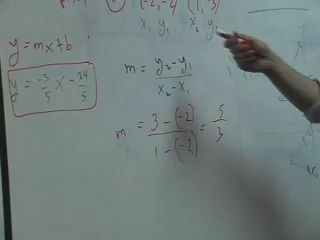 (-2,-2) (1,3)
x₁ y₁ x₂ y₂
y = mx+b
y = -3/5 x - 34/5
m = y₂-y₁ / x₂-x₁
m = 3-(-2) / 1-(-2) = 5/3